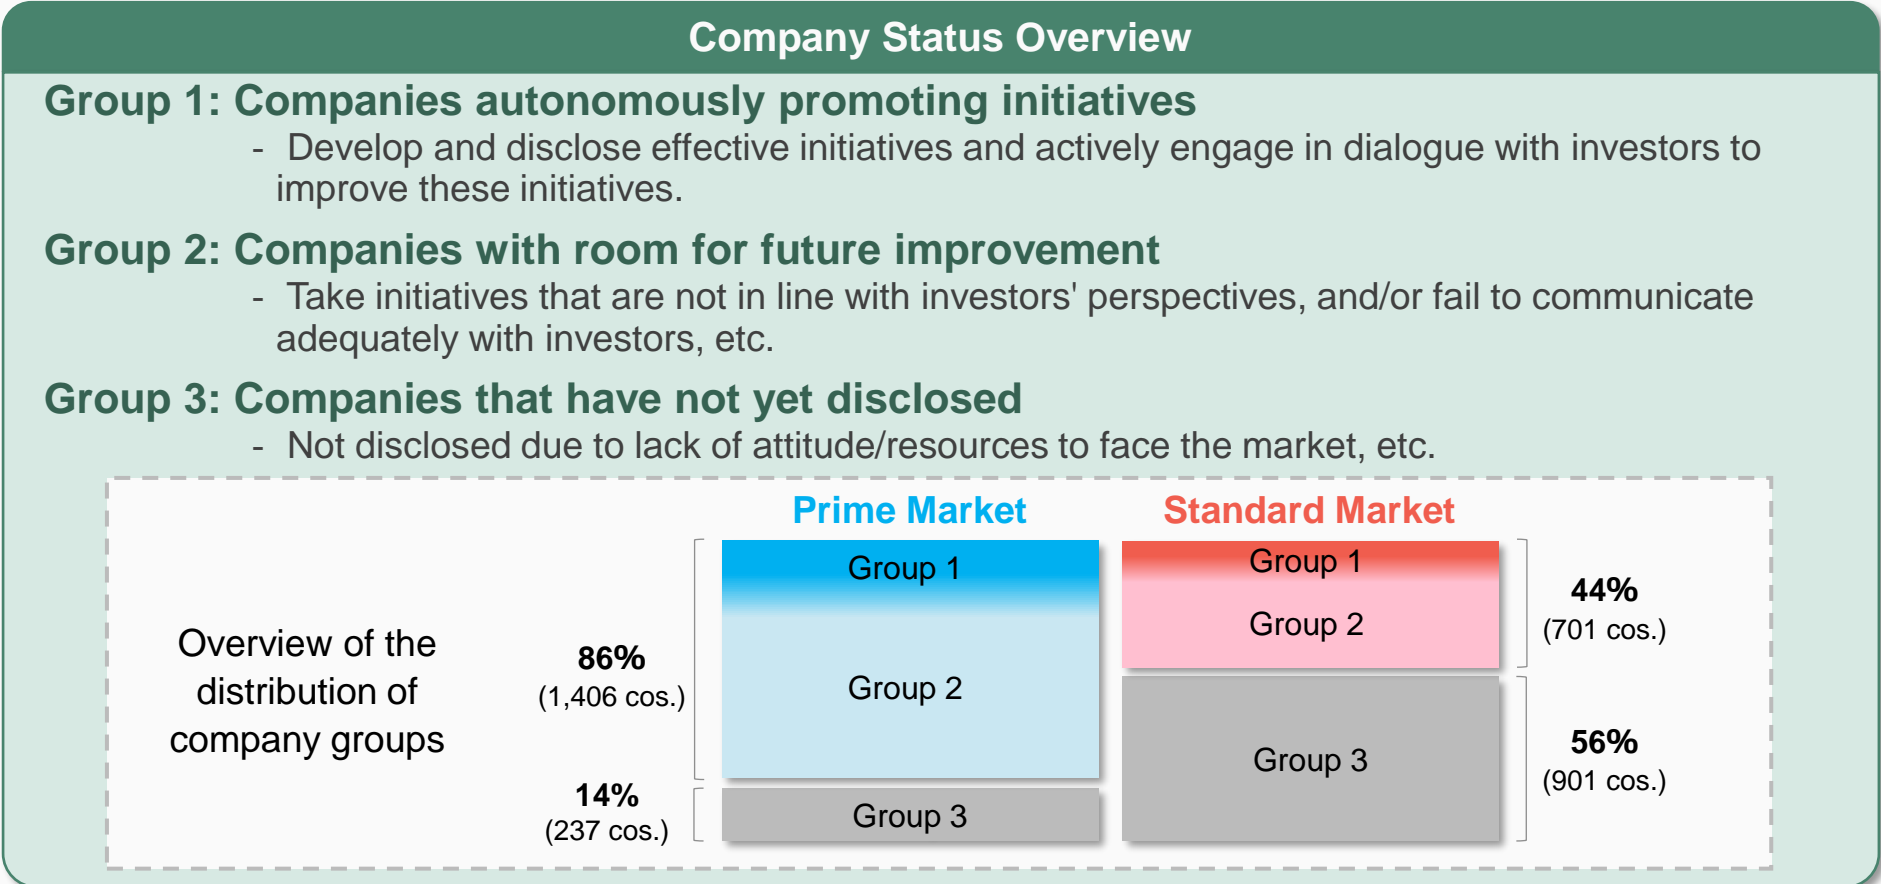 Company Status Overview
Group 1: Companies autonomously promoting initiatives
- Develop and disclose effective initiatives and actively engage in dialogue with investors to
improve these initiatives.
Group 2: Companies with room for future improvement
- Take initiatives that are not in line with investors' perspectives, and/or fail to communicate
adequately with investors, etc.
Group 3: Companies that have not yet disclosed
- Not disclosed due to lack of attitude/resources to face the market, etc.
Overview of the
distribution of
company groups
Prime Market
86%
(1,406 cos.)
14%
(237 cos.)
Group 1
Group 2
Group 3
Standard Market
Group 1
Group 2
Group 3
44%
(701 cos.)
56%
(901 cos.)